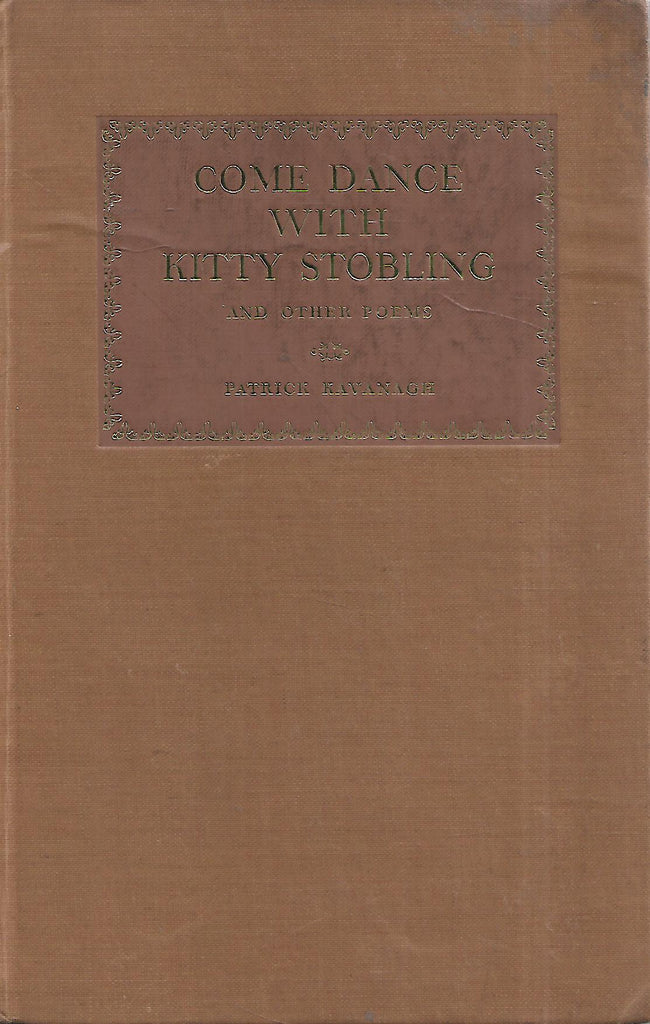 COME DANCE
WITH
KITTY STOBLING
AND OTHER POEMS
PATRICK KAVANAGH